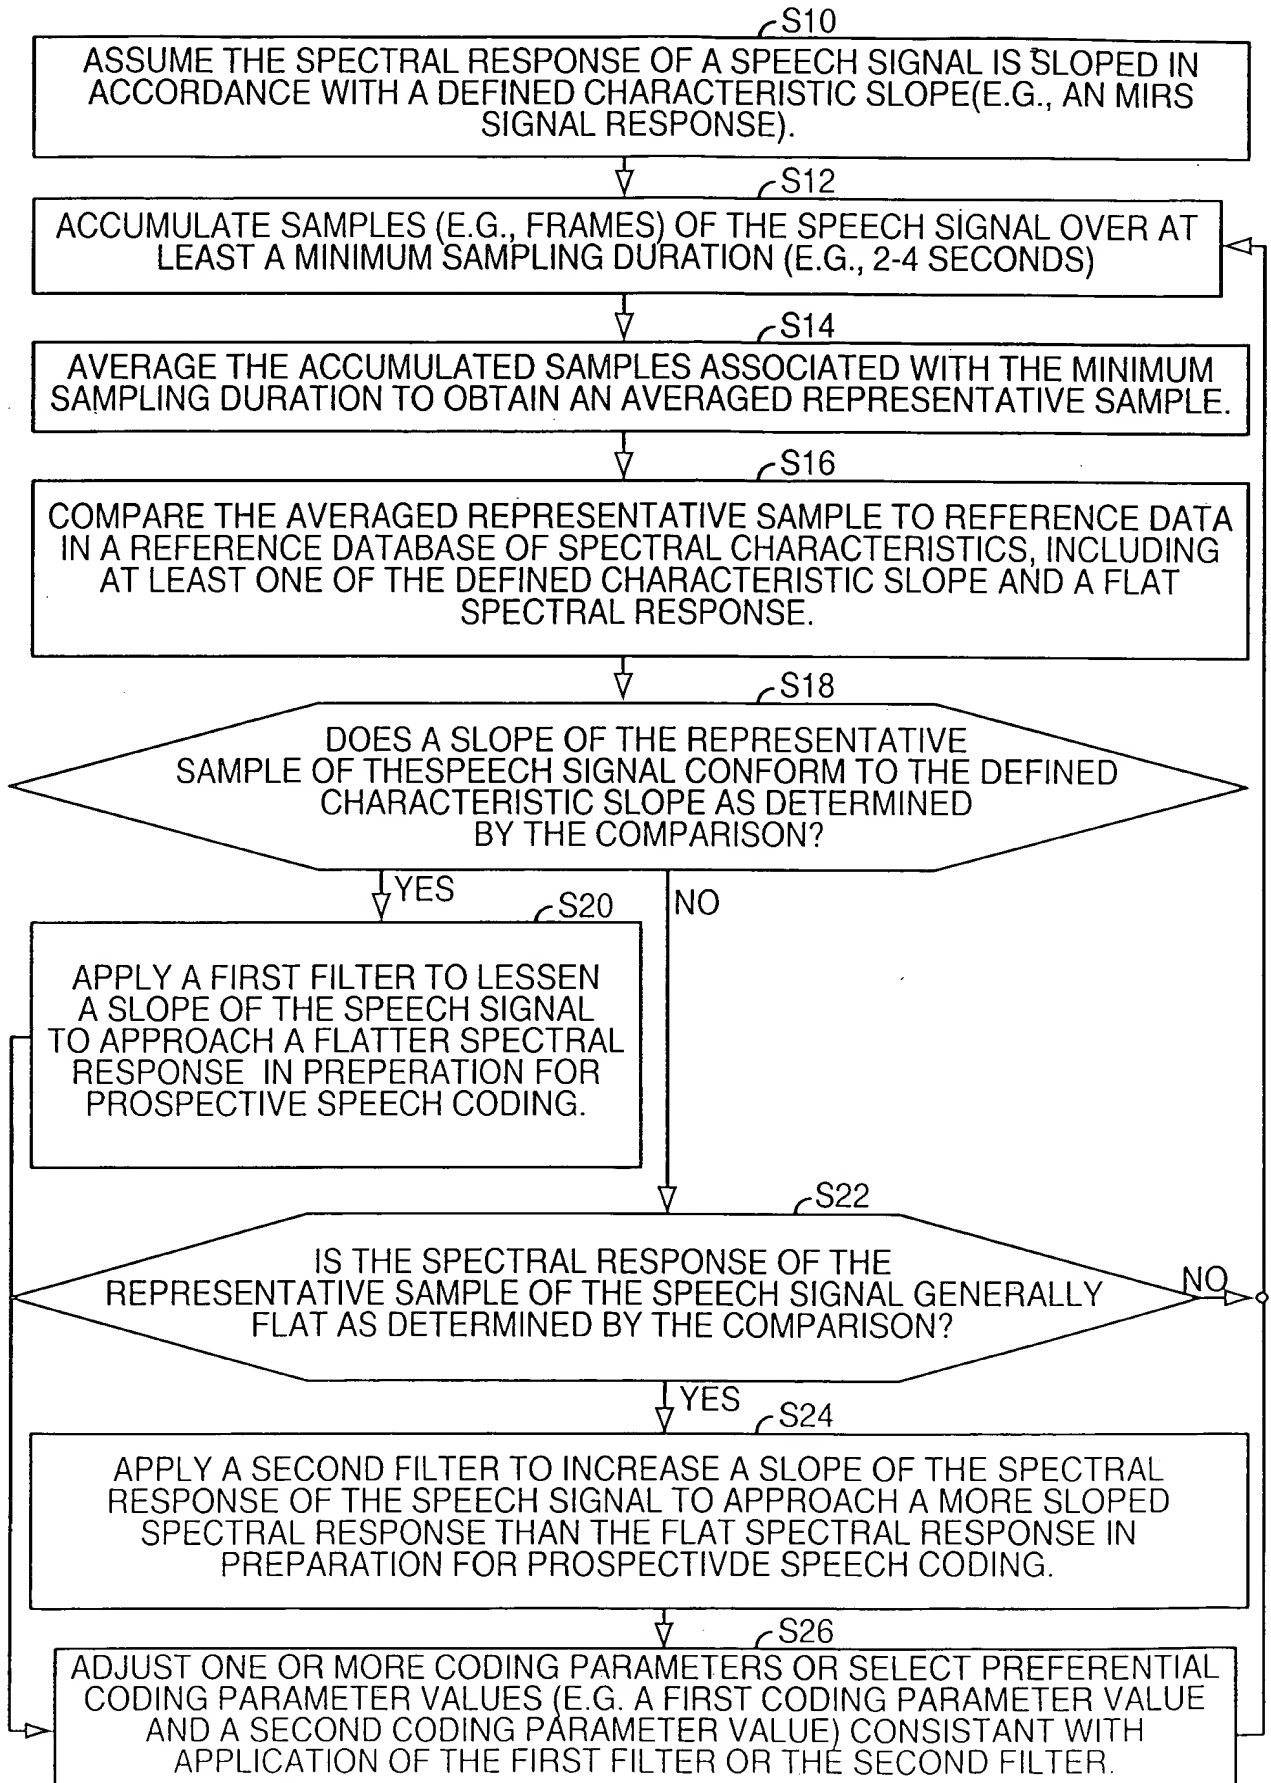 S10
ASSUME THE SPECTRAL RESPONSE OF A SPEECH SIGNAL IS SLOPED IN
ACCORDANCE WITH A DEFINED CHARACTERISTIC SLOPE(E.G., AN MIRS
SIGNAL RESPONSE).
S12
ACCUMULATE SAMPLES (E.G., FRAMES) OF THE SPEECH SIGNAL OVER AT
LEAST A MINIMUM SAMPLING DURATION (E.G., 2-4 SECONDS)
S14
AVERAGE THE ACCUMULATED SAMPLES ASSOCIATED WITH THE MINIMUM
SAMPLING DURATION TO OBTAIN AN AVERAGED REPRESENTATIVE SAMPLE.
S16
COMPARE THE AVERAGED REPRESENTATIVE SAMPLE TO REFERENCE DATA
IN A REFERENCE DATABASE OF SPECTRAL CHARACTERISTICS, INCLUDING
AT LEAST ONE OF THE DEFINED CHARACTERISTIC SLOPE AND A FLAT
SPECTRAL RESPONSE.
S18
DOES A SLOPE OF THE REPRESENTATIVE
SAMPLE OF THESPEECH SIGNAL CONFORM TO THE DEFINED
CHARACTERISTIC SLOPE AS DETERMINED
BY THE COMPARISON?
YES
NO
S20
APPLY A FIRST FILTER TO LESSEN
A SLOPE OF THE SPEECH SIGNAL
TO APPROACH A FLATTER SPECTRAL
RESPONSE IN PREPERATION FOR
PROSPECTIVE SPEECH CODING.
S22
IS THE SPECTRAL RESPONSE OF THE
REPRESENTATIVE SAMPLE OF THE SPEECH SIGNAL GENERALLY
FLAT AS DETERMINED BY THE COMPARISON?
NO
YES
S24
APPLY A SECOND FILTER TO INCREASE A SLOPE OF THE SPECTRAL
RESPONSE OF THE SPEECH SIGNAL TO APPROACH A MORE SLOPED
SPECTRAL RESPONSE THAN THE FLAT SPECTRAL RESPONSE IN
PREPARATION FOR PROSPECTIVDE SPEECH CODING.
S26
ADJUST ONE OR MORE CODING PARAMETERS OR SELECT PREFERENTIAL
CODING PARAMETER VALUES (E.G. A FIRST CODING PARAMETER VALUE
AND A SECOND CODING PARAMETER VALUE) CONSISTANT WITH
APPLICATION OF THE FIRST FILTER OR THE SECOND FILTER.